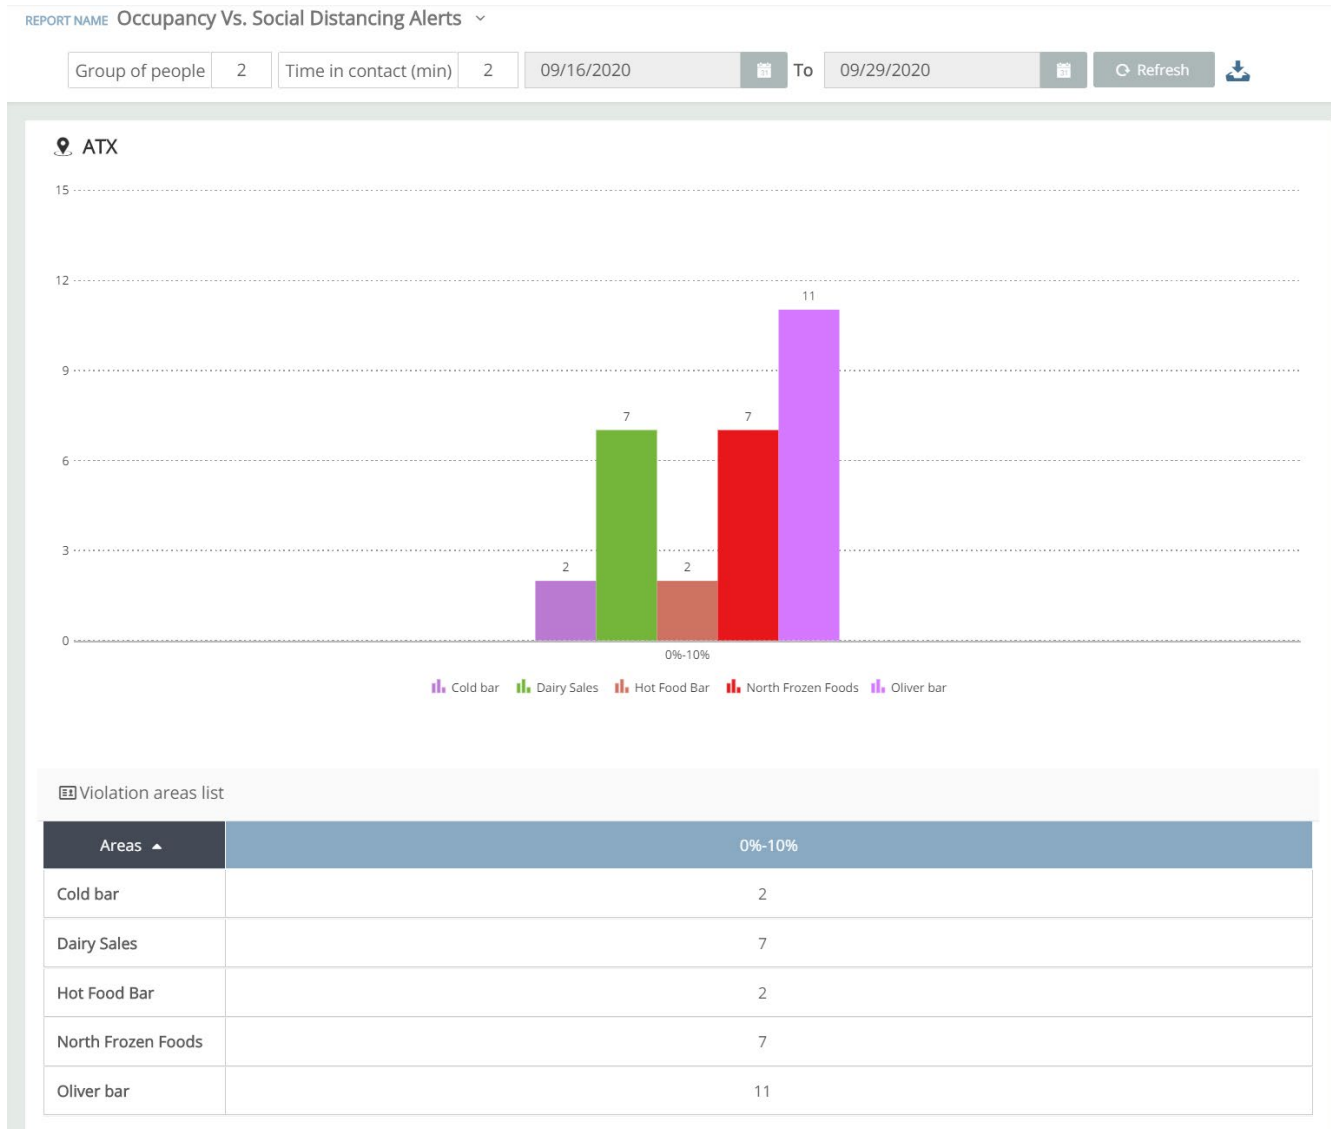 REPORT NAME Occupancy Vs. Social Distancing Alerts
Group of people 2 Time in contact (min) 2 09/16/2020 To 09/29/2020 Refresh
ATX
15
12
11
9
7 7
6
3
2 2
0
0%-10%
Cold bar Dairy Sales Hot Food Bar North Frozen Foods Oliver bar
Violation areas list
Areas 0%-10%
Cold bar 2
Dairy Sales 7
Hot Food Bar 2
North Frozen Foods 7
Oliver bar 11